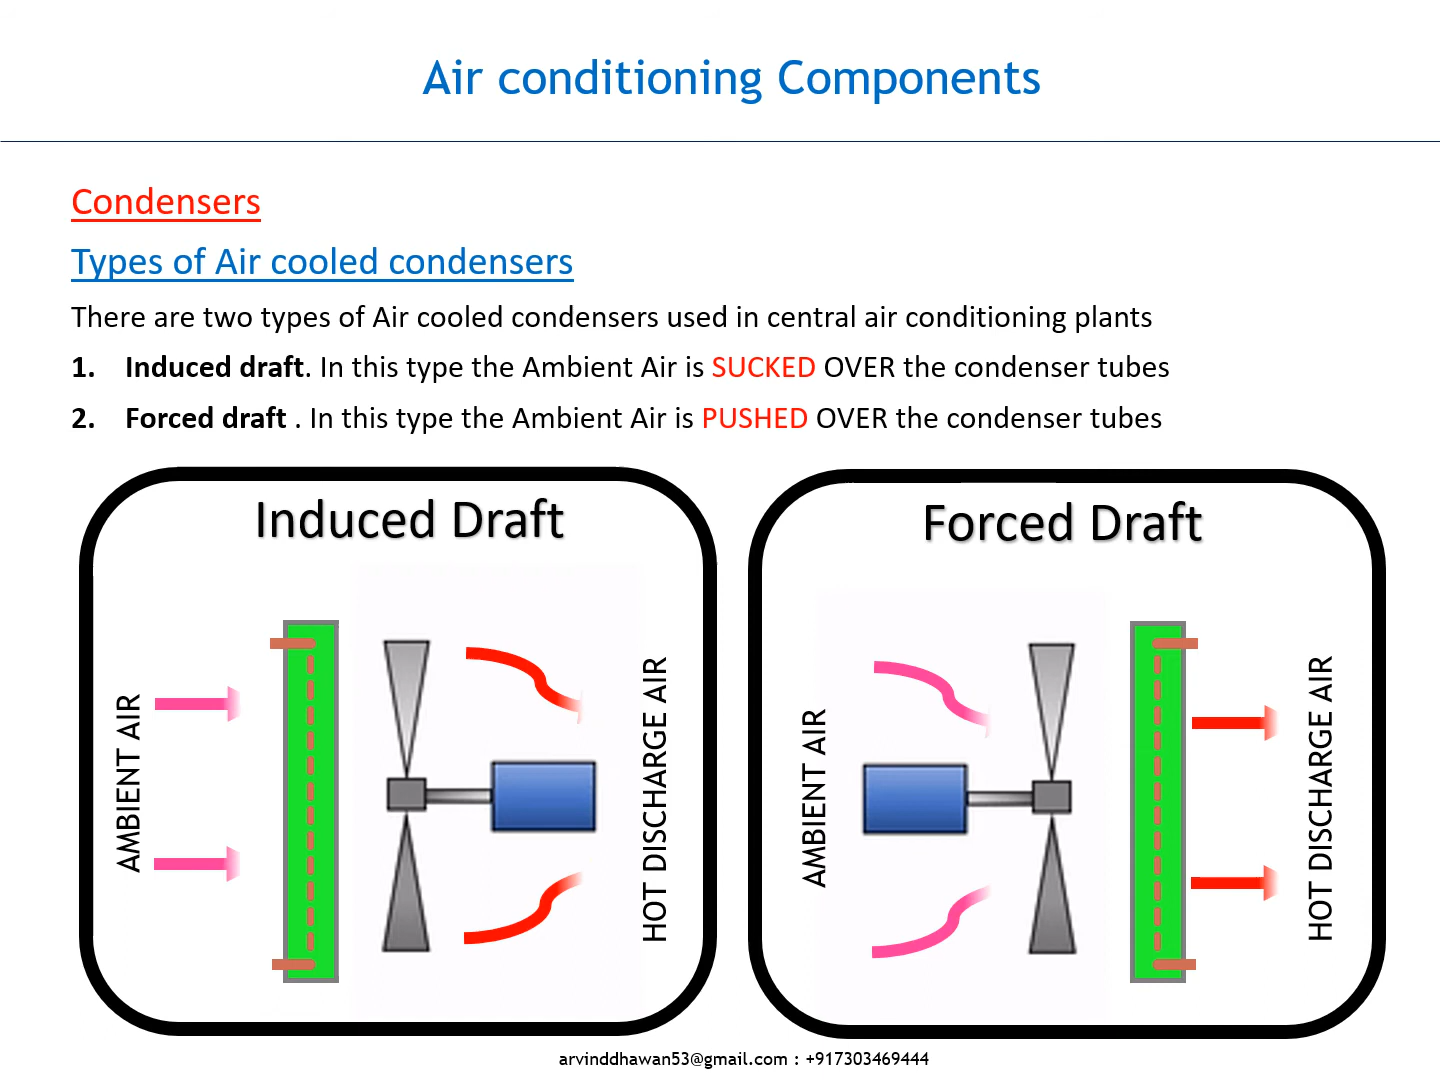 Air conditioning Components
Condensers
Types of Air cooled condensers
There are two types of Air cooled condensers used in central air conditioning plants
1. Induced draft. In this type the Ambient Air is SUCKED OVER the condenser tubes
2. Forced draft . In this type the Ambient Air is PUSHED OVER the condenser tubes
Induced Draft
AMBIENT AIR
HOT DISCHARGE AIR
Forced Draft
AMBIENT AIR
HOT DISCHARGE AIR
arvinddhawan53@gmail.com : +917303469444